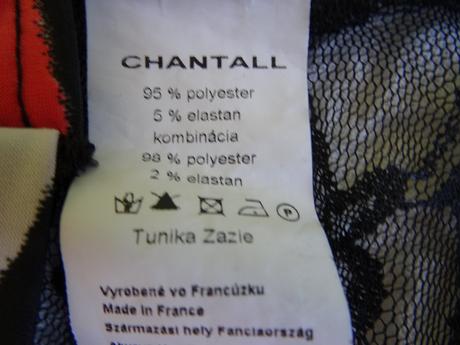 CHANTALL
95 % polyester
5 % elastan
kombinácia
98 % polyester
2 % elastan
P
Tunika Zazie
Vyrobené vo Francúzku
Made in France
Származási hely Fanciaország